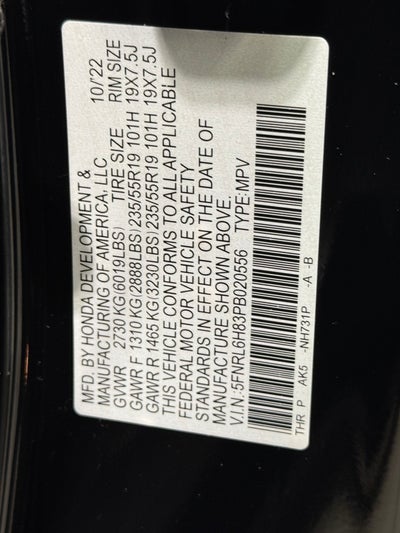 MFD. BY HONDA DEVELOPMENT &
MANUFACTURING OF AMERICA, LLC 10/22
GVWR 2730 KG(6019LBS) TIRE SIZE RIM SIZE
GAWR F 1310 KG(2888LBS)235/55R19 101H 19X7.5J
GAWR R 1465 KG(3230LBS)235/55R19 101H 19X7.5J
THIS VEHICLE CONFORMS TO ALL APPLICABLE
FEDERAL MOTOR VEHICLE SAFETY
STANDARDS IN EFFECT ON THE DATE OF
MANUFACTURE SHOWN ABOVE.
V.I.N.:5FNRL6H83PB020556 TYPE:MPV
THR P AK5 -NH731P -A -B